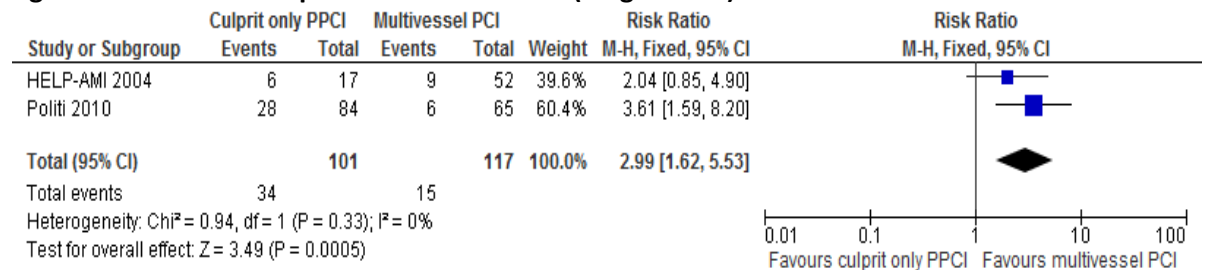 Culprit only PPCI Multivessel PCI Risk Ratio Risk Ratio
Study or Subgroup Events Total Events Total Weight M-H, Fixed, 95% CI M-H, Fixed, 95% CI
HELP-AMI 2004 6 17 9 52 39.6% 2.04 [0.85, 4.90]
Politi 2010 28 84 6 65 60.4% 3.61 [1.59, 8.20]
Total (95% CI) 101 117 100.0% 2.99 [1.62, 5.53]
Total events 34 15
Heterogeneity: Chi² = 0.94, df = 1 (P = 0.33); I² = 0%
Test for overall effect: Z = 3.49 (P = 0.0005)
0.01 0.1 1 10 100
Favours culprit only PPCI Favours multivessel PCI